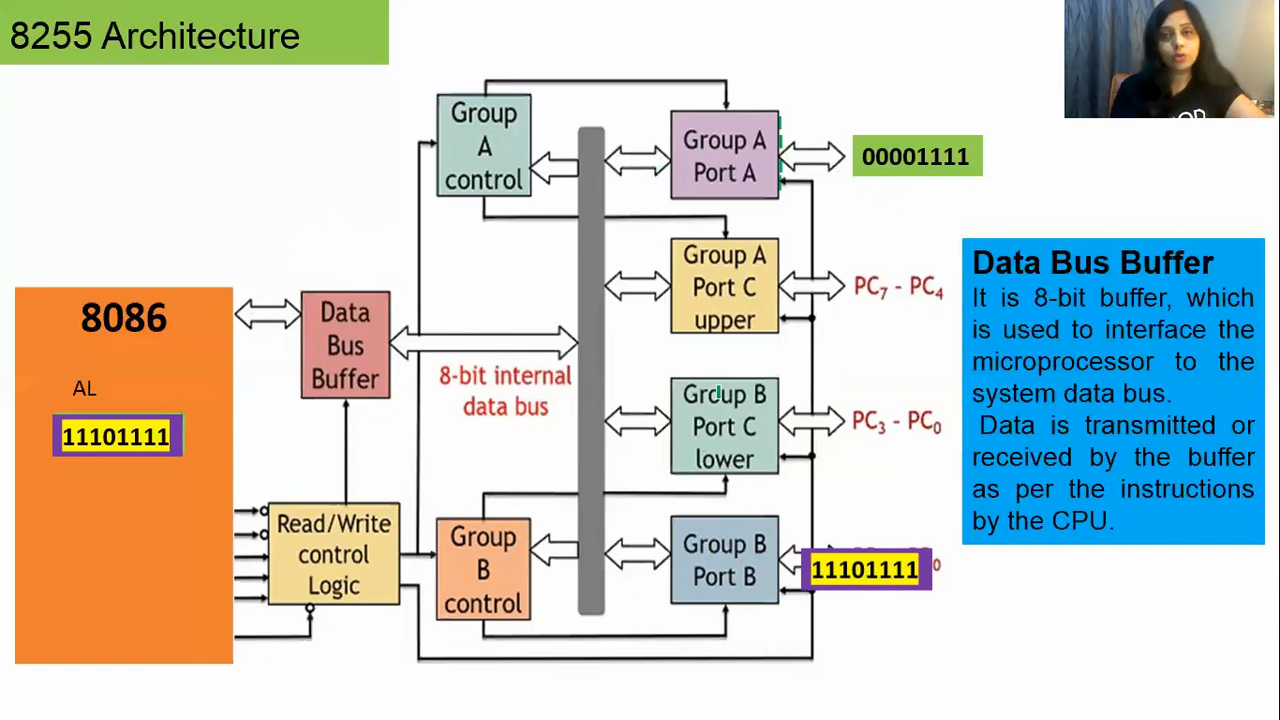 8255 Architecture
Group
A
control
Group A
Port A
00001111
Group A
Port C
upper
PC7 - PC4
8086
AL
11101111
Data
Bus
Buffer
8-bit internal
data bus
Group B
Port C
lower
PC3 - PC0
Read/Write
control
Logic
Group
B
control
Group B
Port B
11101111
0
Data Bus Buffer
It is 8-bit buffer, which
is used to interface the
microprocessor to the
system data bus.
Data is transmitted or
received by the buffer
as per the instructions
by the CPU.